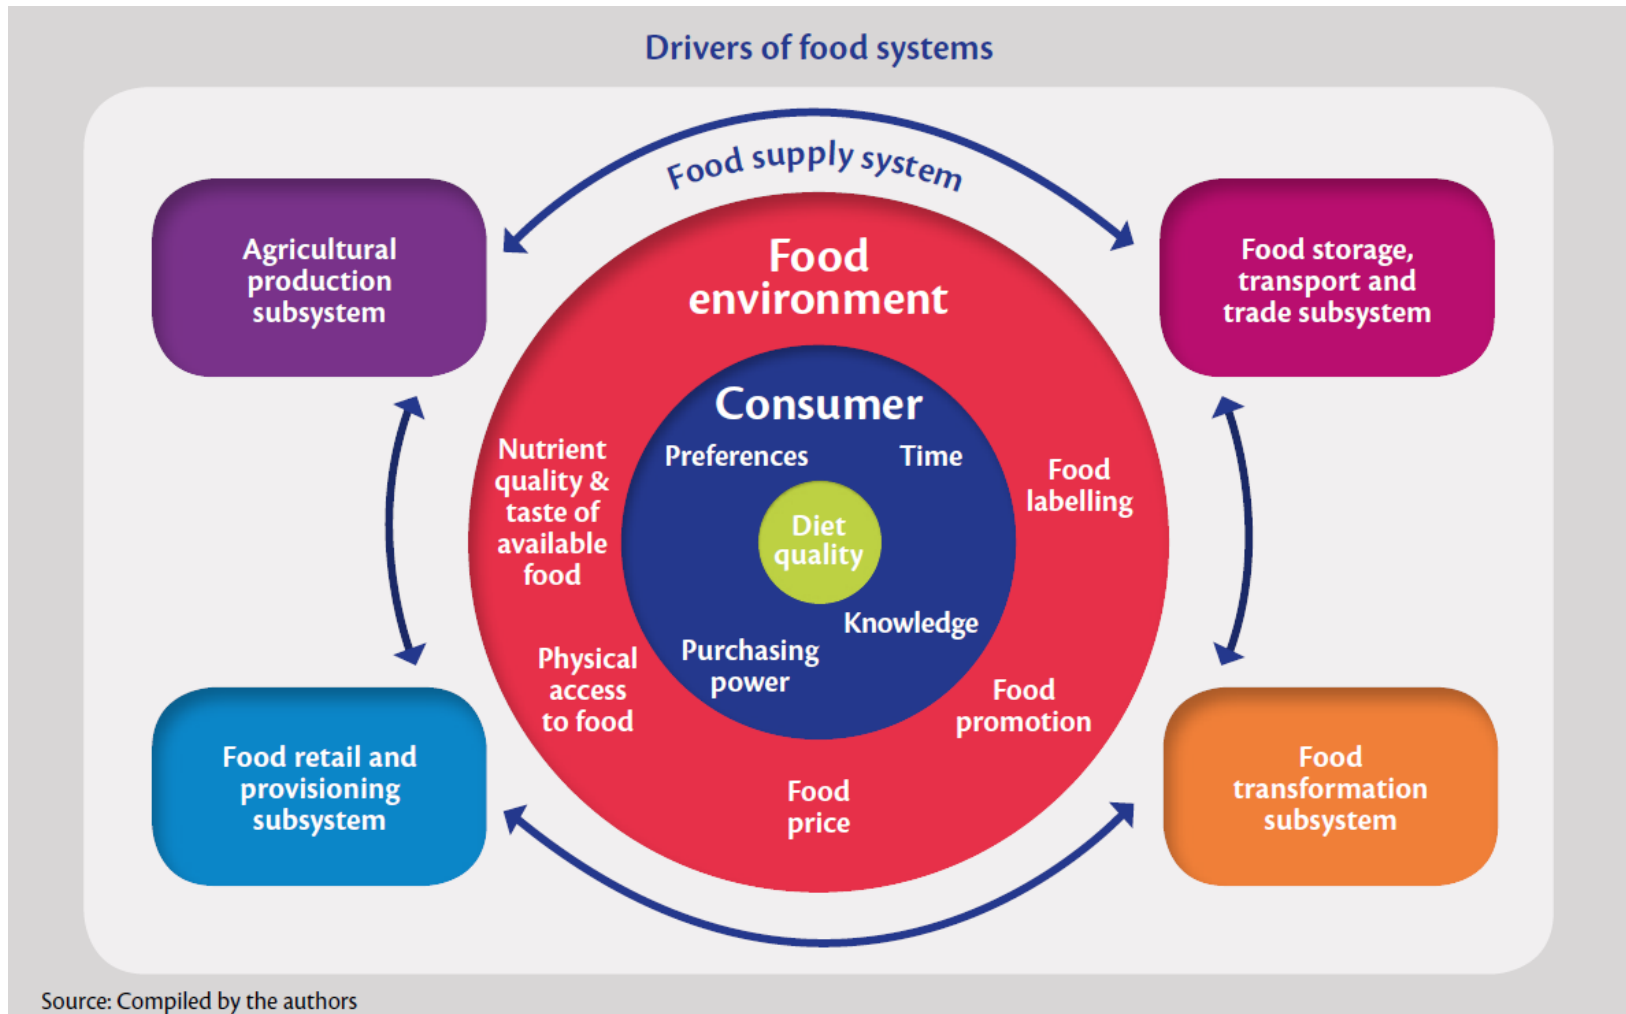 Drivers of food systems
Food supply system
Agricultural
production
subsystem
Food storage,
transport and
trade subsystem
Food
environment
Consumer
Preferences
Time
Nutrient
quality &
taste of
available
food
Food
labelling
Diet
quality
Knowledge
Purchasing
power
Physical
access
to food
Food
promotion
Food
price
Food retail and
provisioning
subsystem
Food
transformation
subsystem
Source: Compiled by the authors